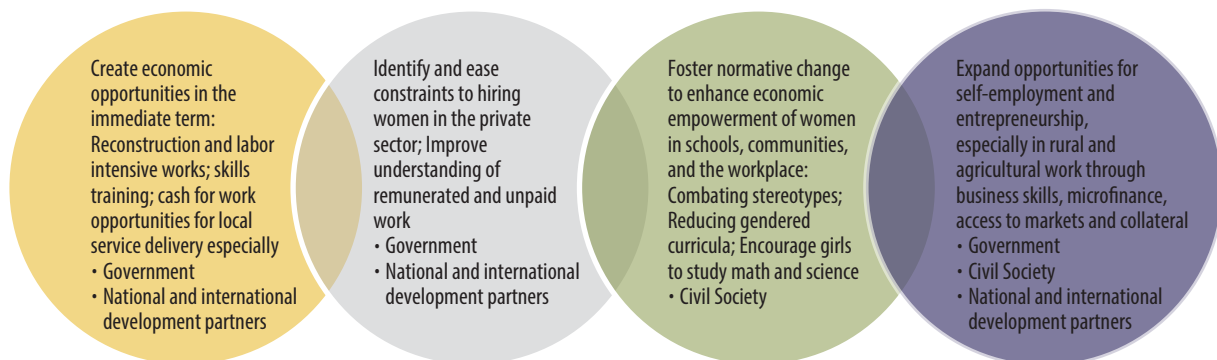 Create economic
opportunities in the
immediate term:
Reconstruction and labor
intensive works; skills
training; cash for work
opportunities for local
service delivery especially
• Government
• National and international
development partners
Identify and ease
constraints to hiring
women in the private
sector; Improve
understanding of
remunerated and unpaid
work
• Government
• National and international
development partners
Foster normative change
to enhance economic
empowerment of women
in schools, communities,
and the workplace:
Combating stereotypes;
Reducing gendered
curricula; Encourage girls
to study math and science
• Civil Society
Expand opportunities for
self-employment and
entrepreneurship,
especially in rural and
agricultural work through
business skills, microfinance,
access to markets and collateral
• Government
• Civil Society
• National and international
development partners